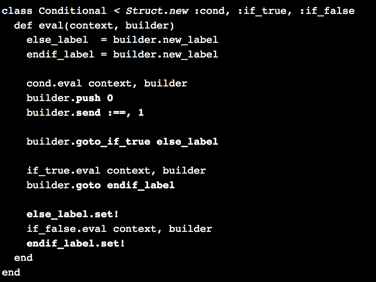 class Conditional < Struct.new :cond, :if_true, :if_false
  def eval(context, builder)
    else_label  = builder.new_label
    endif_label = builder.new_label

    cond.eval context, builder
    builder.push 0
    builder.send :==, 1

    builder.goto_if_true else_label

    if_true.eval context, builder
    builder.goto endif_label

    else_label.set!
    if_false.eval context, builder
    endif_label.set!
  end
end